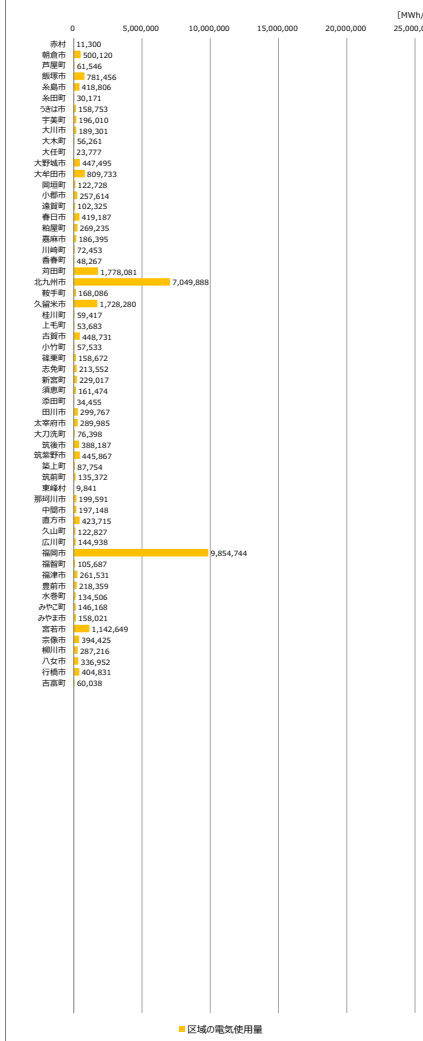 [MWh/
0 5,000,000 10,000,000 15,000,000 20,000,000 25,000,0
赤村 11,300
朝倉市 500,120
芦屋町 61,546
飯塚市 781,456
糸島市 418,806
糸田町 30,171
うきは市 158,753
宇美町 196,010
大川市 189,301
大木町 56,261
大任町 23,777
大野城市 447,495
大牟田市 809,733
岡垣町 122,728
小郡市 257,614
遠賀町 102,325
春日市 419,187
粕屋町 269,235
嘉麻市 186,395
川崎町 72,453
香春町 48,267
苅田町 1,778,081
北九州市 7,049,888
鞍手町 168,086
久留米市 1,728,280
桂川町 59,417
上毛町 53,683
古賀市 448,731
小竹町 57,533
篠栗町 158,672
志免町 213,552
新宮町 229,017
須恵町 161,474
添田町 34,455
田川市 299,767
太宰府市 289,985
大刀洗町 76,398
筑後市 388,187
筑紫野市 445,867
築上町 87,754
筑前町 135,372
東峰村 9,841
那珂川市 199,591
中間市 197,148
直方市 423,715
久山町 122,827
広川町 144,938
福岡市 9,854,744
福智町 105,687
福津市 261,531
豊前市 218,359
水巻町 134,506
みやこ町 146,168
みやま市 158,021
宮若市 1,142,649
宗像市 394,425
柳川市 287,216
八女市 336,952
行橋市 404,831
吉富町 60,038
区域の電気使用量